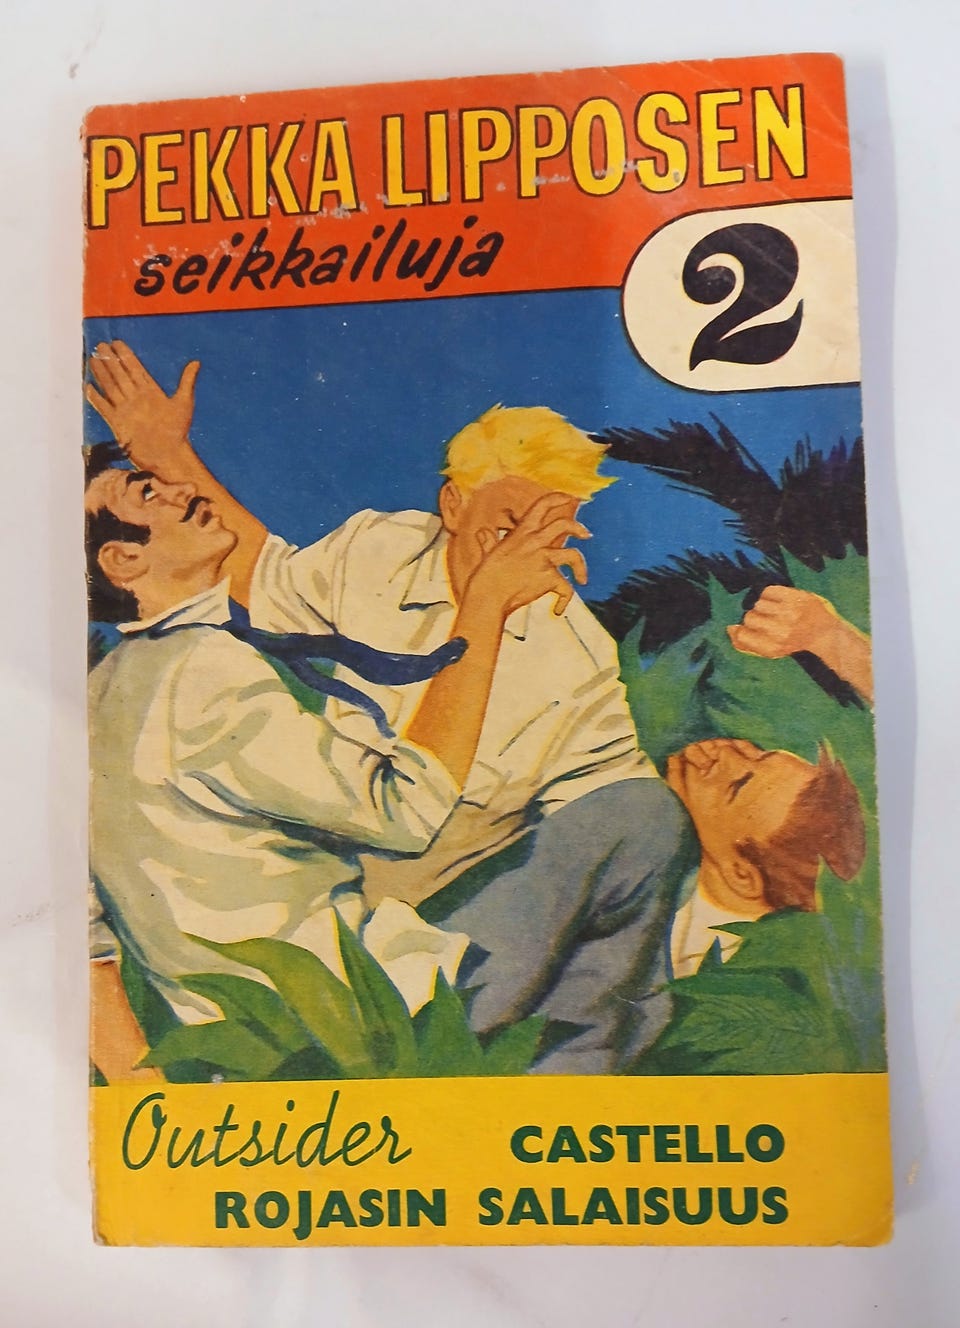 PEKKA LIPPOSEN
seikkailuja
2
Outsider CASTELLO
ROJASIN SALAISUUS